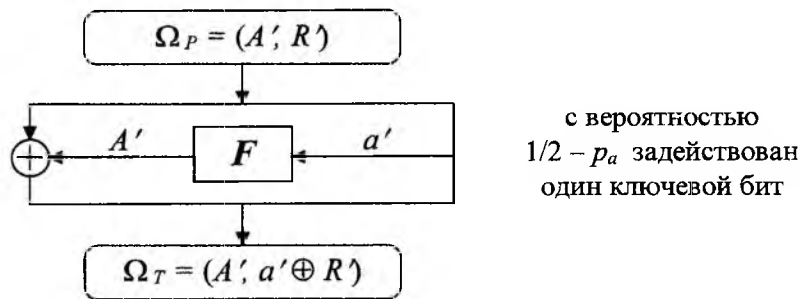 Ω_P = (A′, R′)
A′ F a′
с вероятностью
1/2 – p_a задействован
один ключевой бит
Ω_T = (A′, a′ ⊕ R′)